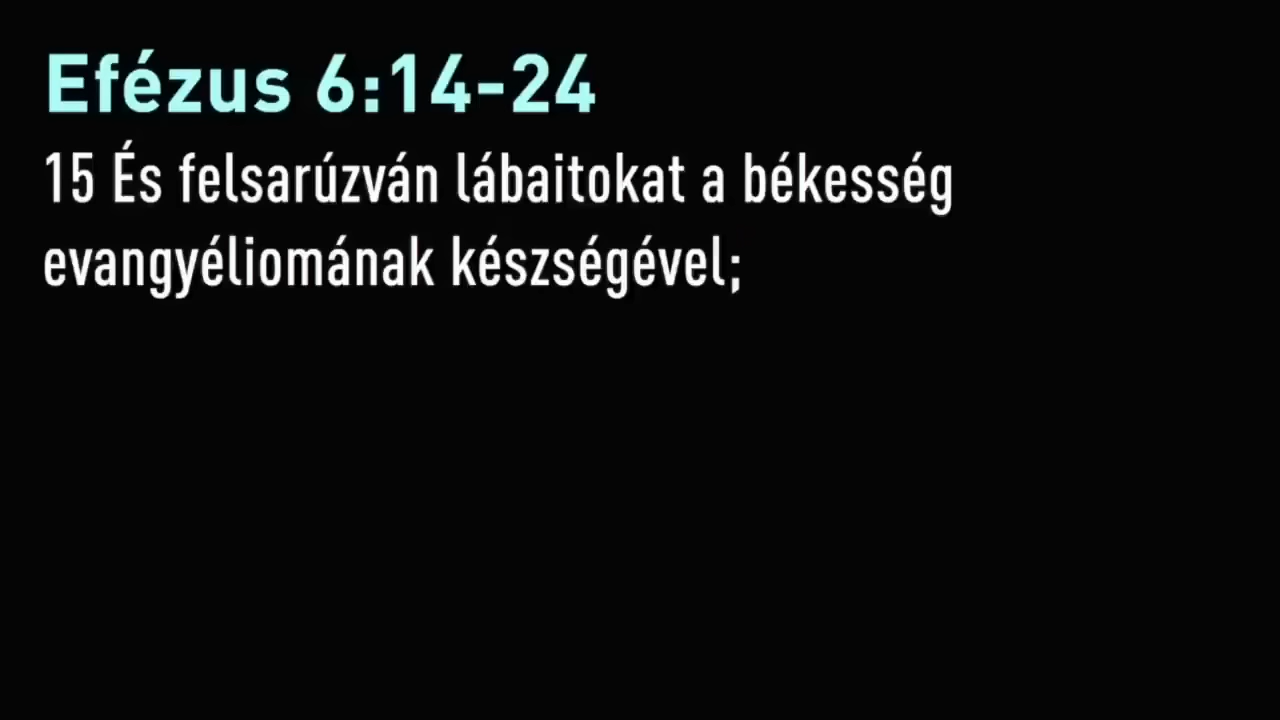 Efézus 6:14-24
15 És felsarúzván lábaitokat a békesség
evangyéliomának készségével;